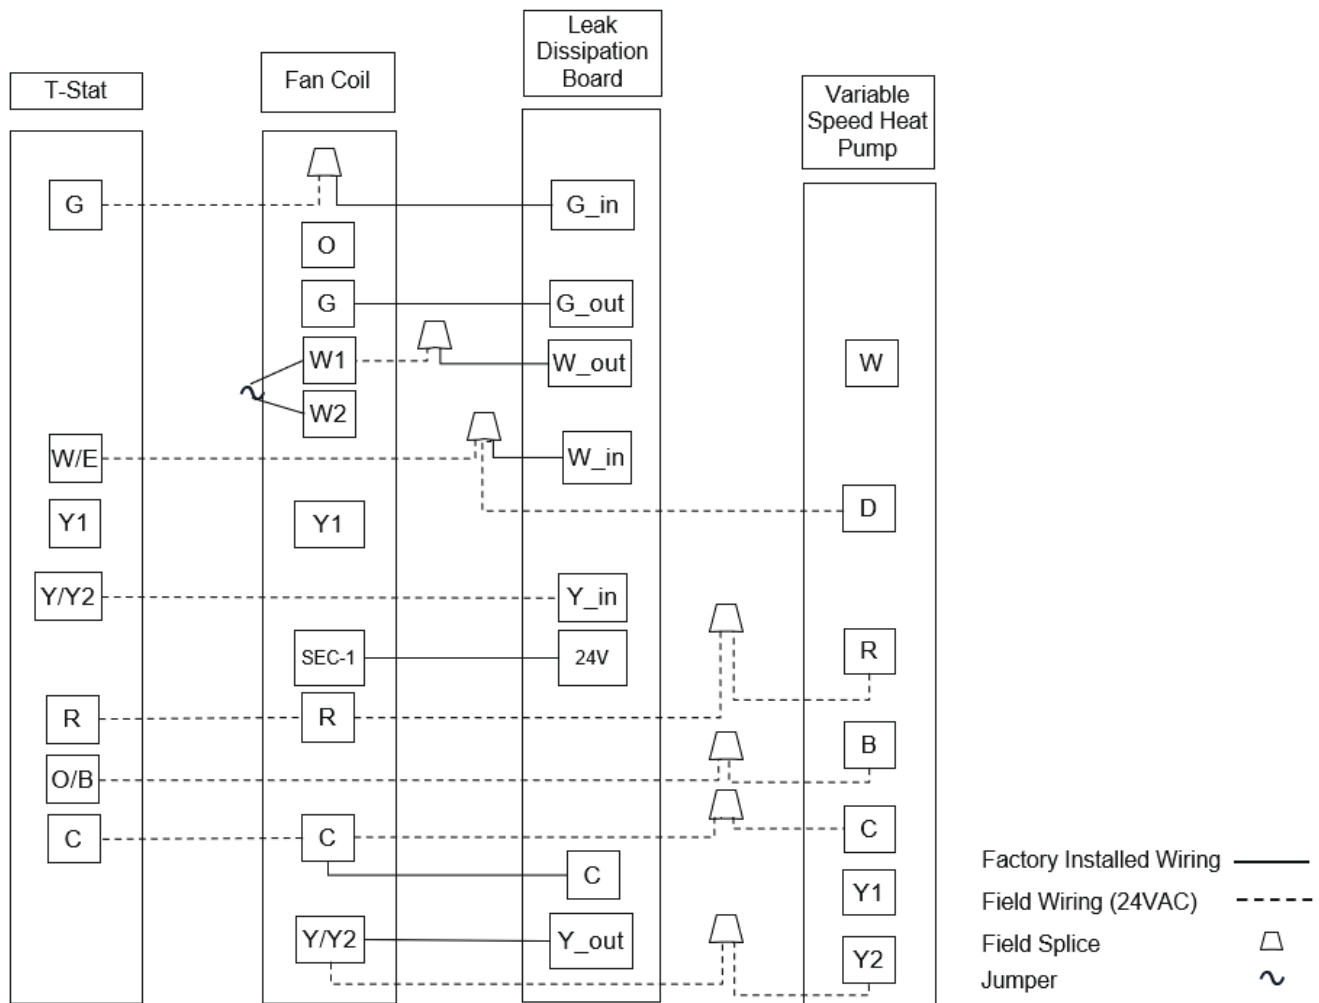 T-Stat
Fan Coil
Leak
Dissipation
Board
Variable
Speed Heat
Pump
G
W/E
Y1
Y/Y2
R
O/B
C
O
G
W1
W2
Y1
SEC-1
R
C
Y/Y2
G_in
G_out
W_out
W_in
Y_in
24V
C
Y_out
W
D
R
B
C
Y1
Y2
Factory Installed Wiring
Field Wiring (24VAC)
Field Splice
Jumper